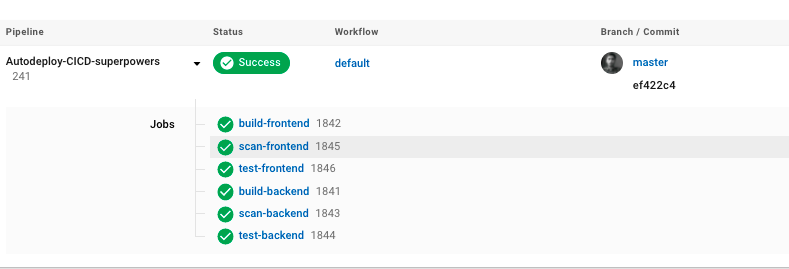 Pipeline Status Workflow Branch / Commit
Autodeploy-CICD-superpowers Success default master
241 ef422c4
Jobs build-frontend 1842
scan-frontend 1845
test-frontend 1846
build-backend 1841
scan-backend 1843
test-backend 1844